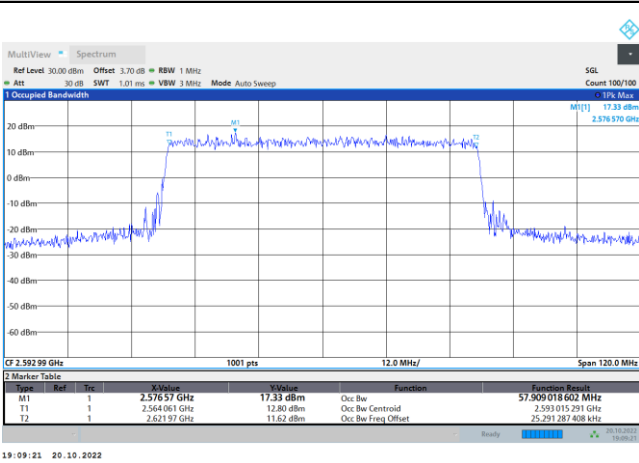 MultiView Spectrum
Ref Level 30.00 dBm Offset 3.70 dB RBW 1 MHz SGL
Att 30 dB SWT 1.01 ms VBW 3 MHz Mode Auto Sweep Count 100/100
1 Occupied Bandwidth 1Pk Max
M1[1] 17.33 dBm
2.576 570 GHz
M1
T1
T2
20 dBm
10 dBm
0 dBm
-10 dBm
-20 dBm
-30 dBm
-40 dBm
-50 dBm
-60 dBm
CF 2.592 99 GHz 1001 pts 12.0 MHz/ Span 120.0 MHz
2 Marker Table
Type Ref Trc X-Value Y-Value Function Function Result
M1 1 2.576 57 GHz 17.33 dBm Occ Bw 57.909 018 602 MHz
T1 1 2.564 061 GHz 12.80 dBm Occ Bw Centroid 2.593 015 291 GHz
T2 1 2.621 97 GHz 11.62 dBm Occ Bw Freq Offset 25.291 287 408 kHz
Ready 20.10.2022
19:09:21
19:09:21 20.10.2022